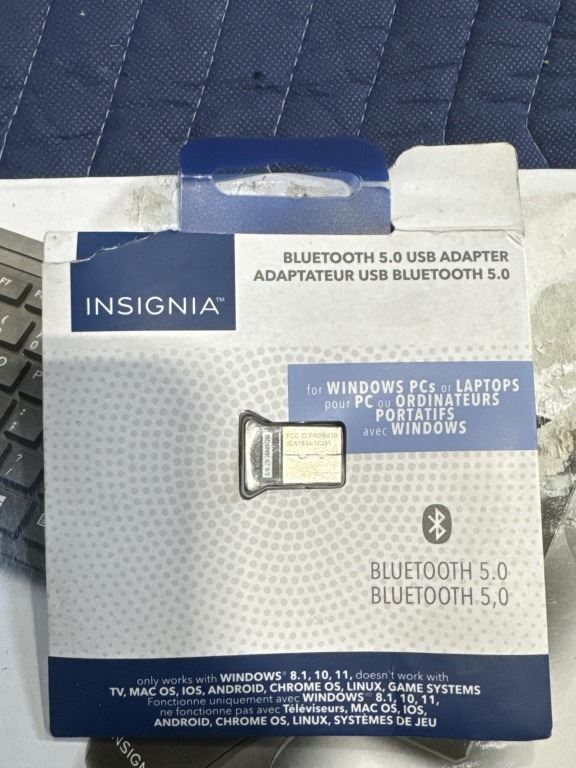 BLUETOOTH 5.0 USB ADAPTER
ADAPTATEUR USB BLUETOOTH 5.0
INSIGNIA™
for WINDOWS PCs or LAPTOPS
pour PC ou ORDINATEURS
PORTATIFS
avec WINDOWS
BLUETOOTH 5.0
BLUETOOTH 5,0
only works with WINDOWS® 8.1, 10, 11, doesn't work with
TV, MAC OS, IOS, ANDROID, CHROME OS, LINUX, GAME SYSTEMS
Fonctionne uniquement avec WINDOWS 8.1, 10, 11,
ne fonctionne pas avec Téléviseurs, MAC OS, IOS,
ANDROID, CHROME OS, LINUX, SYSTÈMES DE JEU
INSIGNIA